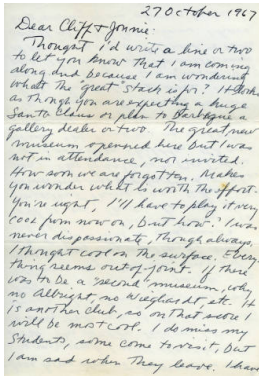 27 October 1967
Dear Cliff & Jonnie:
Thought I'd write a line or two
to let you know that I am coming
along and because I am wondering
what the "great" stack is for? It looks
as though you are expecting a huge
Santa Claus or plan to barbeque a
gallery dealer or two. The great new
museum openned here but I was
not in attendance, nor invited.
How soon we are forgotten. Makes
you wonder what is worth the effort.
You're right, I'll have to play it very
cool from now on, but how? I was
never dispassionate, though always,
I thought cool on the surface. Every
thing seems out of joint. If there
was to be a "second" museum, why
no Albright, no Wieghardt, etc. It
is another club, so on that score I
will be most cool. I do miss my
students, some come to visit, but
I am sad when they leave. I have